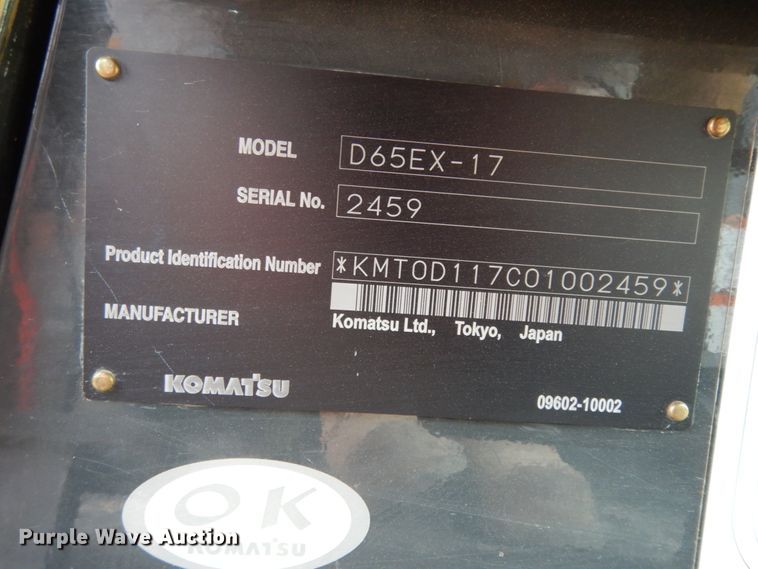 MODEL D65EX-17
SERIAL No. 2459
Product Identification Number *KMT0D117C01002459*
MANUFACTURER Komatsu Ltd., Tokyo, Japan
KOMATSU 09602-10002
OK
KOMATSU
Purple Wave Auction